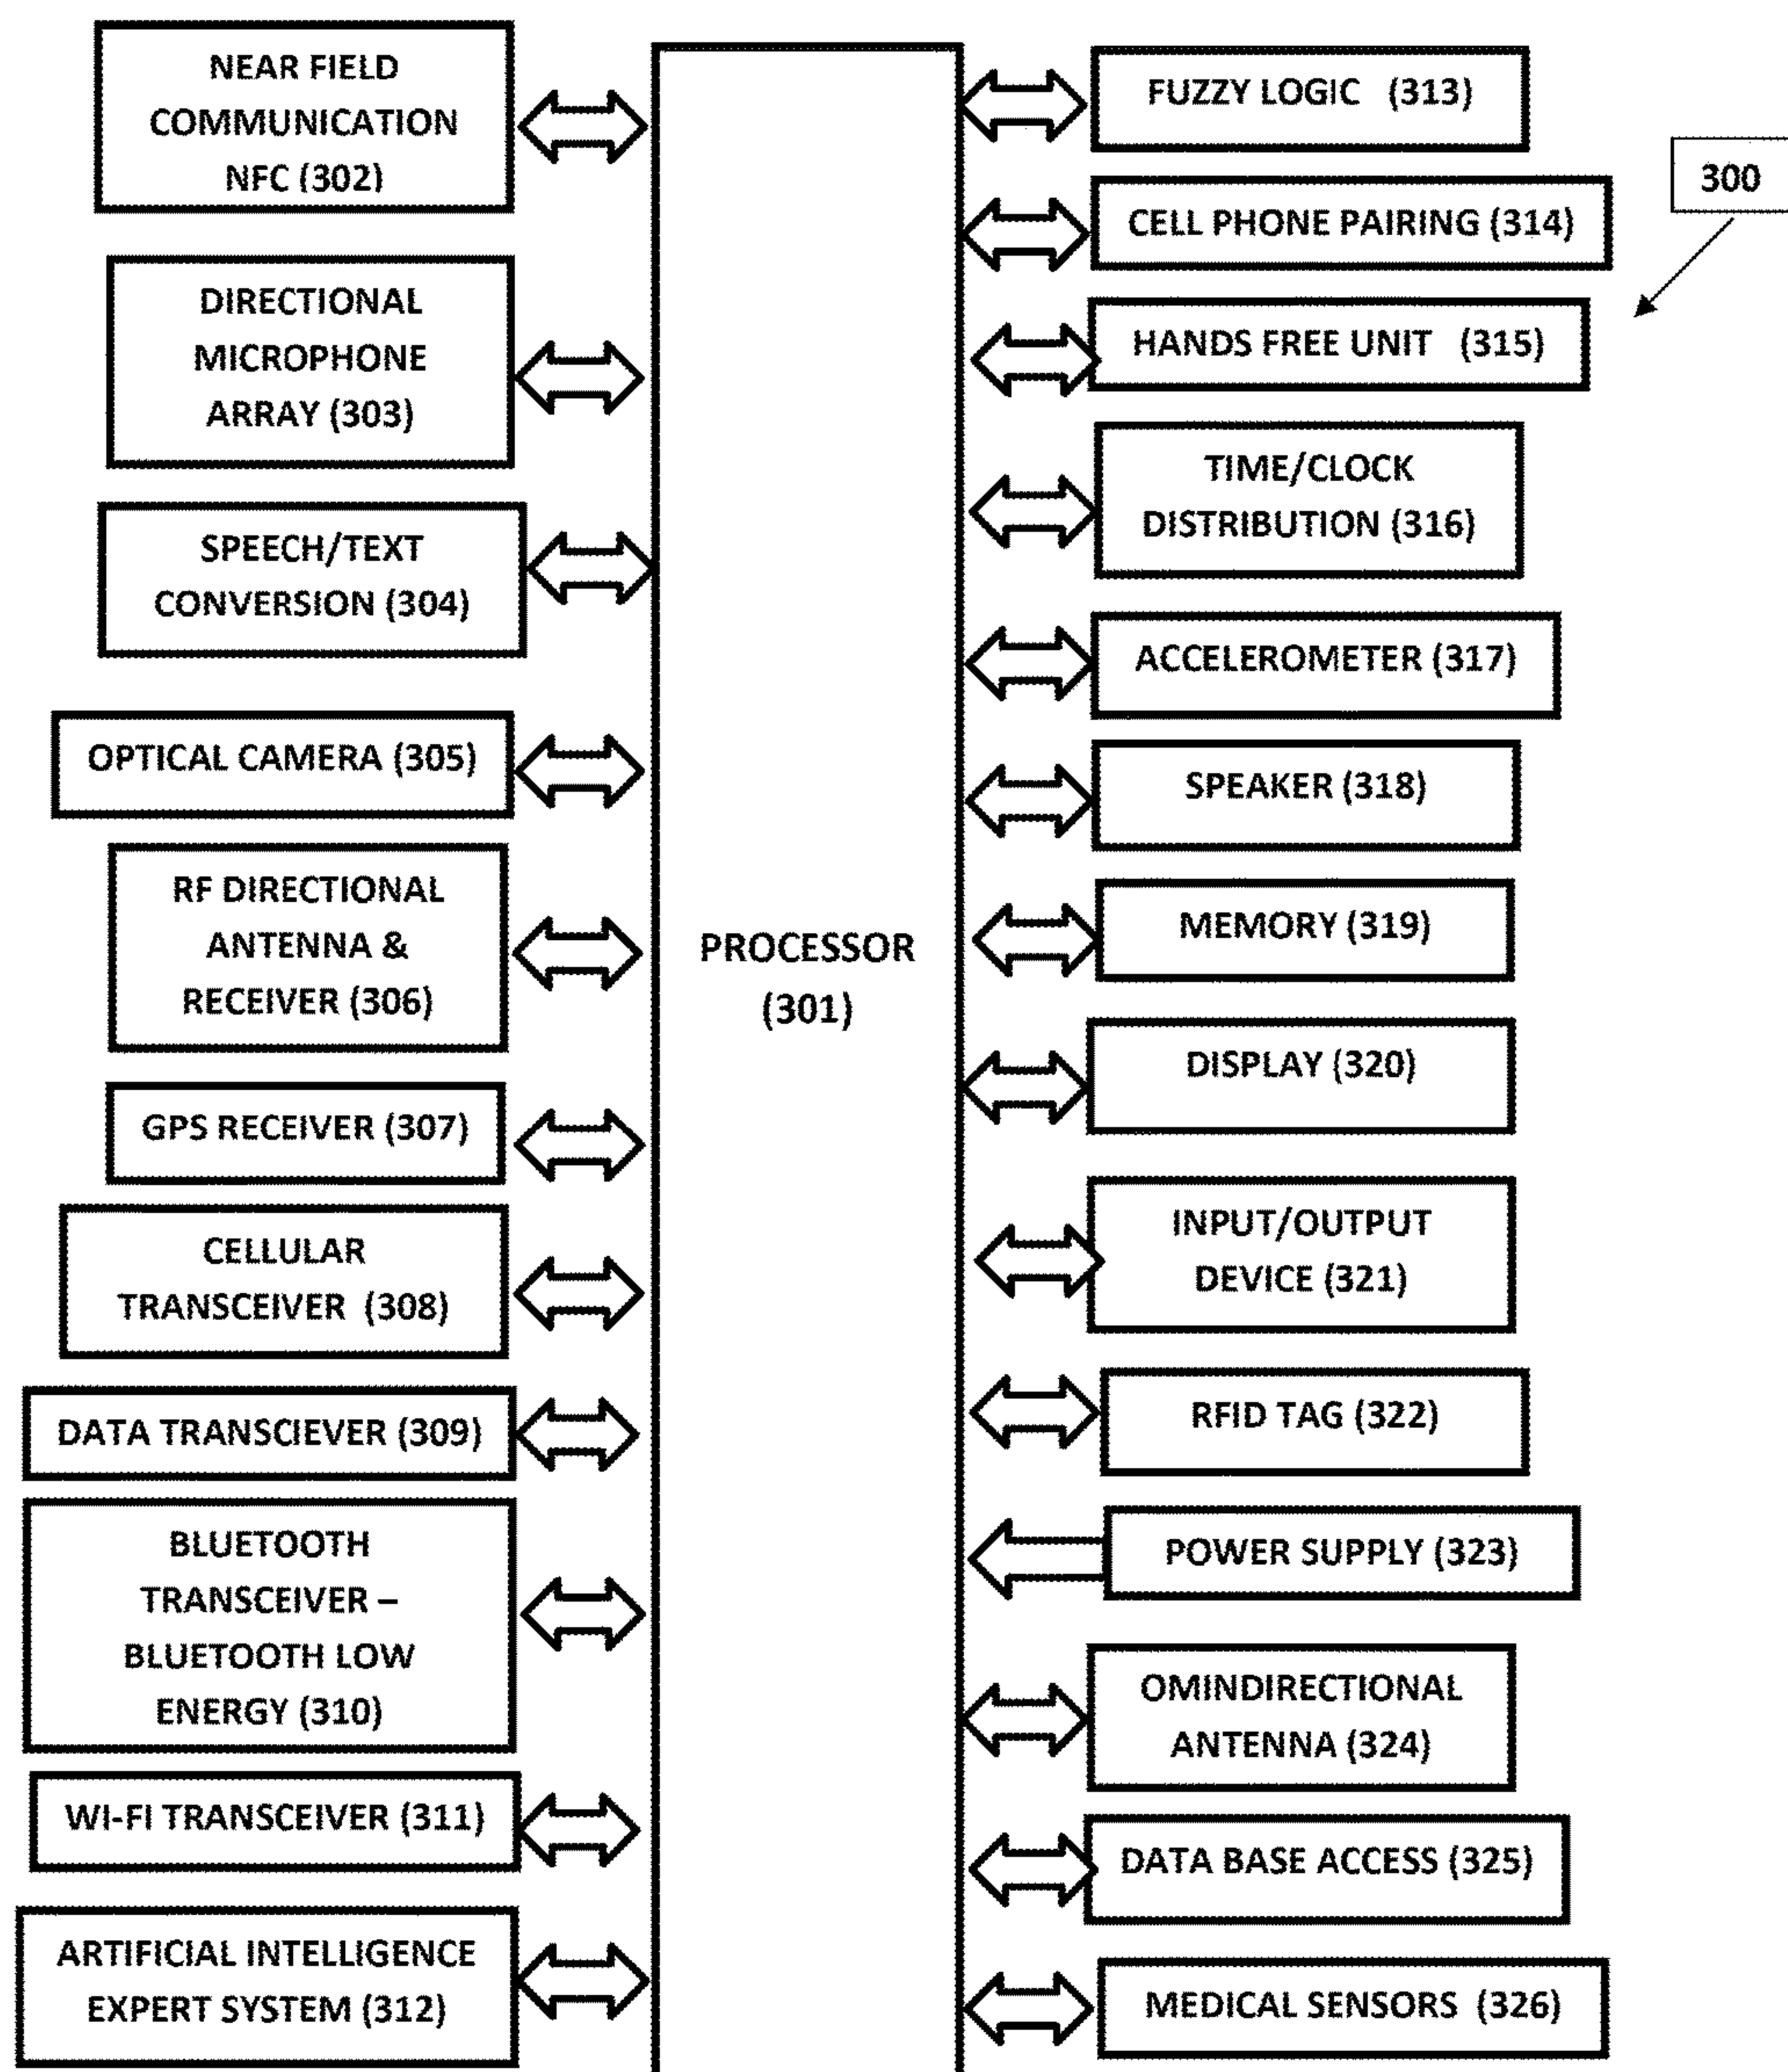 NEAR FIELD
COMMUNICATION
NFC (302)
DIRECTIONAL
MICROPHONE
ARRAY (303)
SPEECH/TEXT
CONVERSION (304)
OPTICAL CAMERA (305)
RF DIRECTIONAL
ANTENNA &
RECEIVER (306)
GPS RECEIVER (307)
CELLULAR
TRANSCEIVER (308)
DATA TRANSCIEVER (309)
BLUETOOTH
TRANSCEIVER –
BLUETOOTH LOW
ENERGY (310)
WI-FI TRANSCEIVER (311)
ARTIFICIAL INTELLIGENCE
EXPERT SYSTEM (312)
PROCESSOR
(301)
FUZZY LOGIC (313)
CELL PHONE PAIRING (314)
HANDS FREE UNIT (315)
TIME/CLOCK
DISTRIBUTION (316)
ACCELEROMETER (317)
SPEAKER (318)
MEMORY (319)
DISPLAY (320)
INPUT/OUTPUT
DEVICE (321)
RFID TAG (322)
POWER SUPPLY (323)
OMINDIRECTIONAL
ANTENNA (324)
DATA BASE ACCESS (325)
MEDICAL SENSORS (326)
300